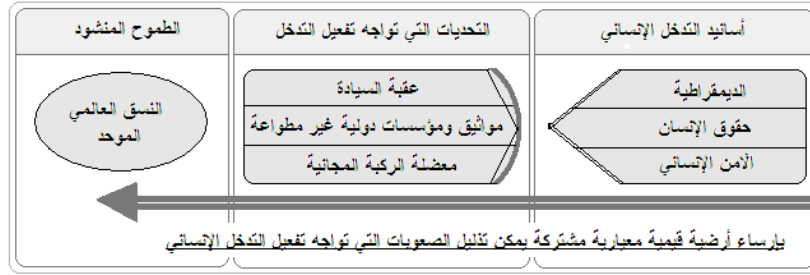 أسانيد التدخل الإنساني
الديمقراطية
حقوق الإنسان
الأمن الإنساني
التحديات التي تواجه تفعيل التدخل
عقبة السيادة
مواثيق ومؤسسات دولية غير مطواعة
معضلة الركبة المجانية
الطموح المنشود
النسق العالمي
الموحد
بإرساء أرضية قيمية معيارية مشتركة يمكن تذليل الصعوبات التي تواجه تفعيل التدخل الإنساني